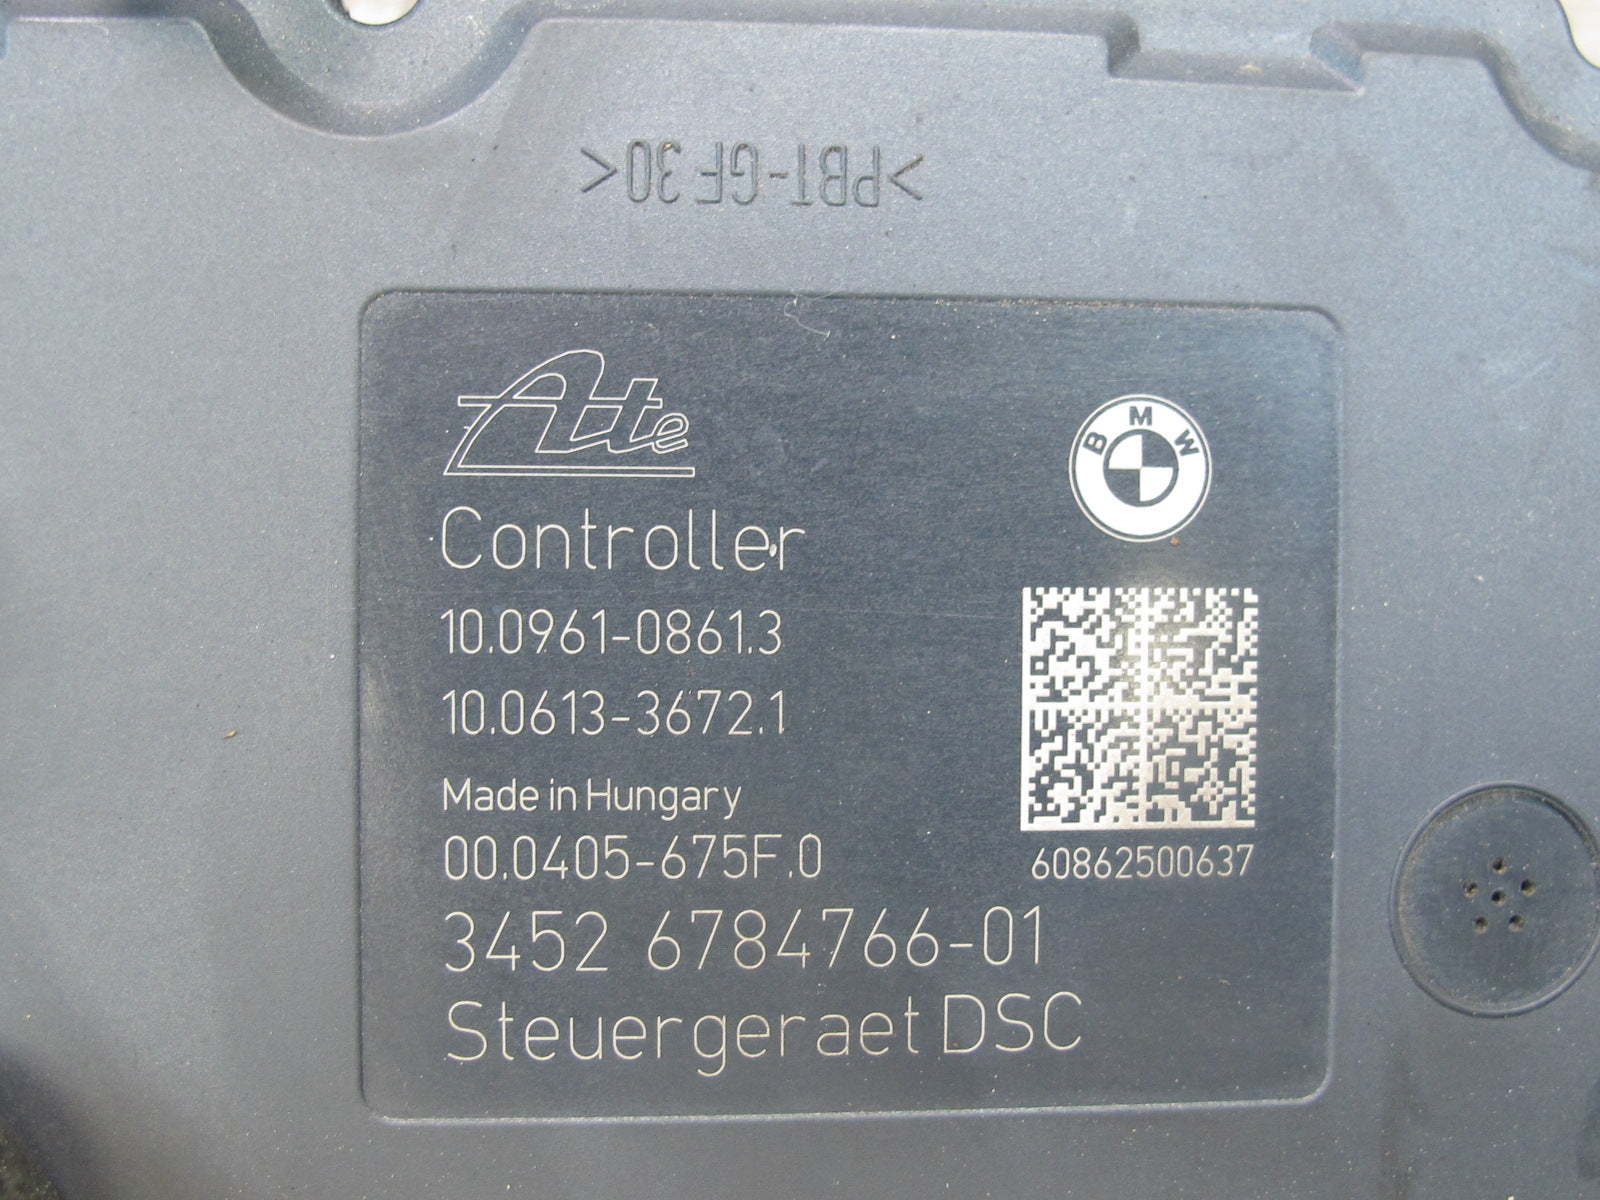 >PBT-GF30<
Ate
BMW
Controller
10.0961-0861.3
10.0613-3672.1
Made in Hungary
00.0405-675F.0
60862500637
3452 6784766-01
Steuergeraet DSC